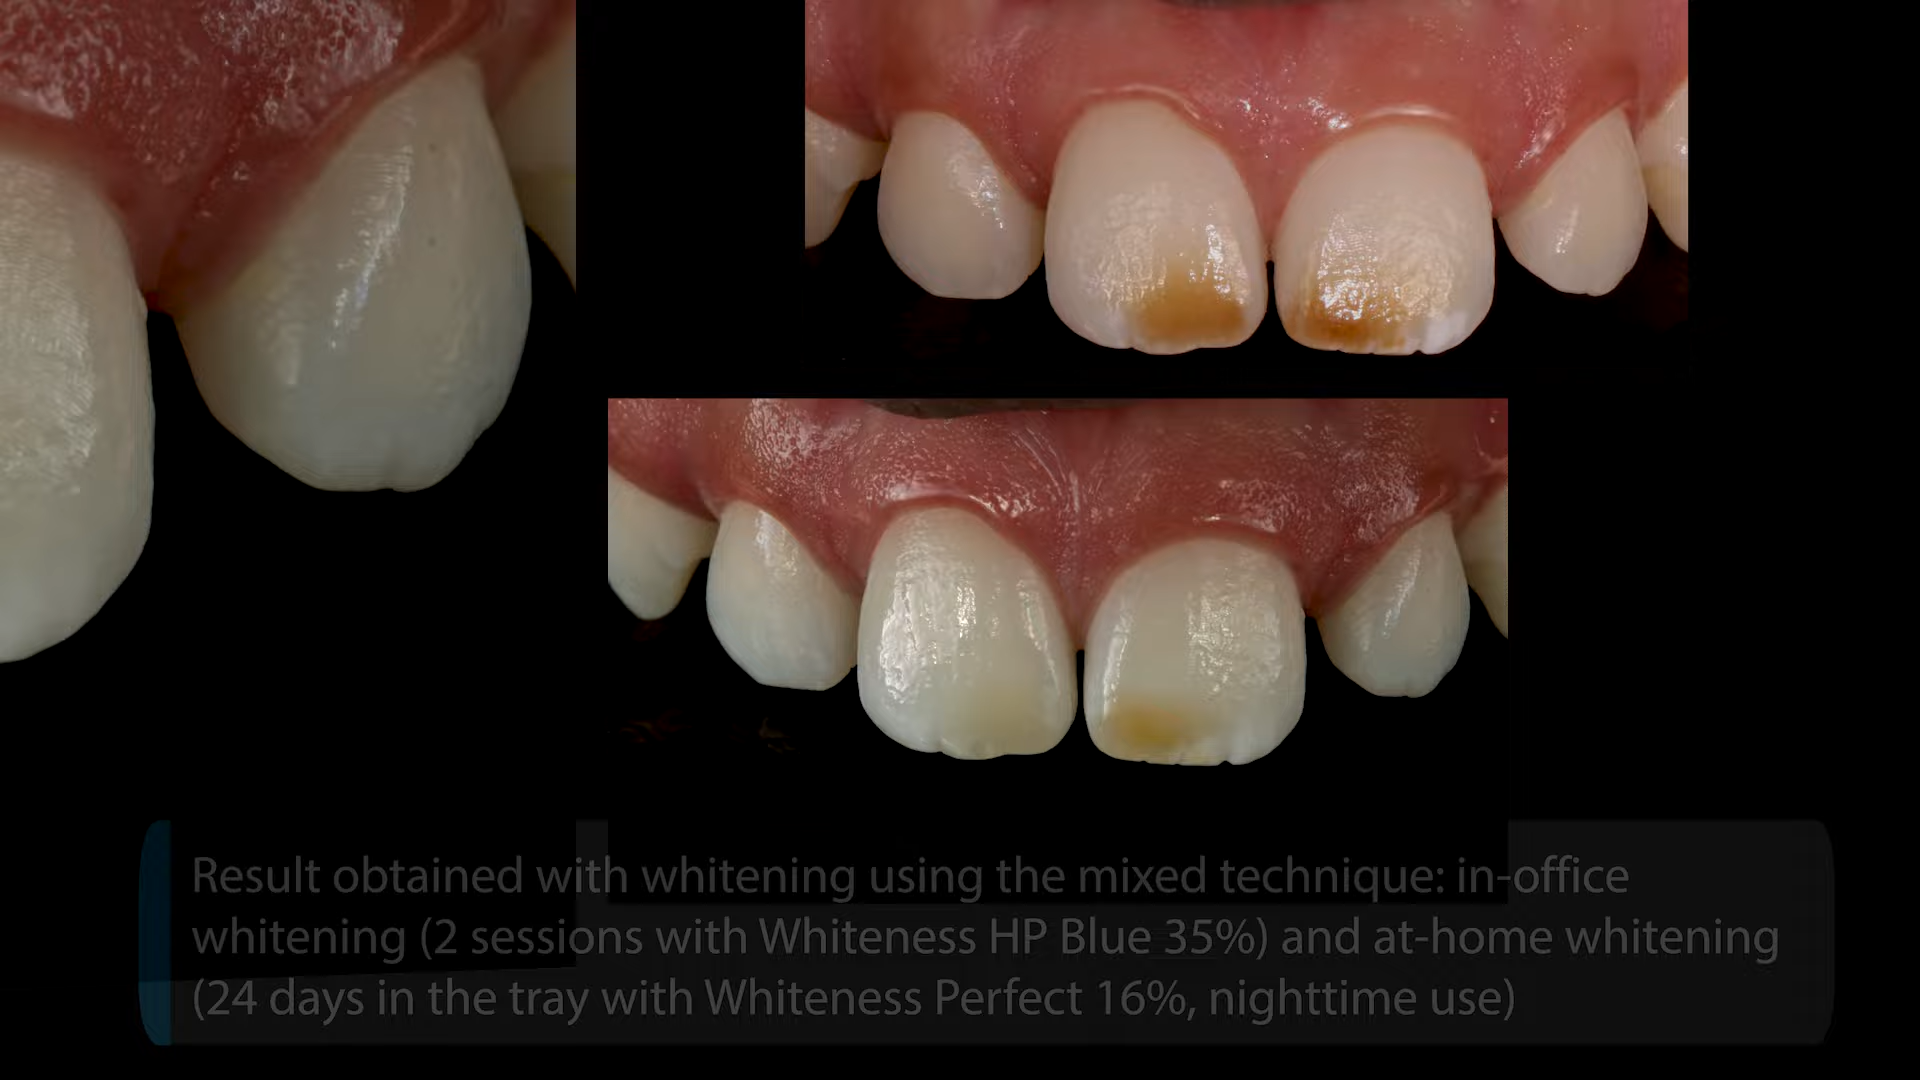 Result obtained with whitening using the mixed technique: in-office
whitening (2 sessions with Whiteness HP Blue 35%) and at-home whitening
(24 days in the tray with Whiteness Perfect 16%, nighttime use)